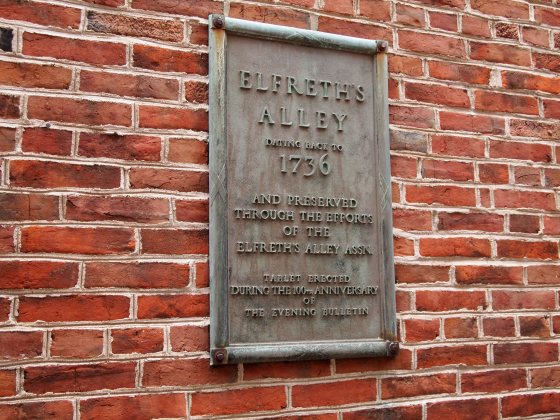 ELFRETH'S
ALLEY
DATING BACK TO
1736
AND PRESERVED
THROUGH THE EFFORTS
OF THE
ELFRETH'S ALLEY ASSN.
TABLET ERECTED
DURING THE 100TH ANNIVERSARY
OF
THE EVENING BULLETIN